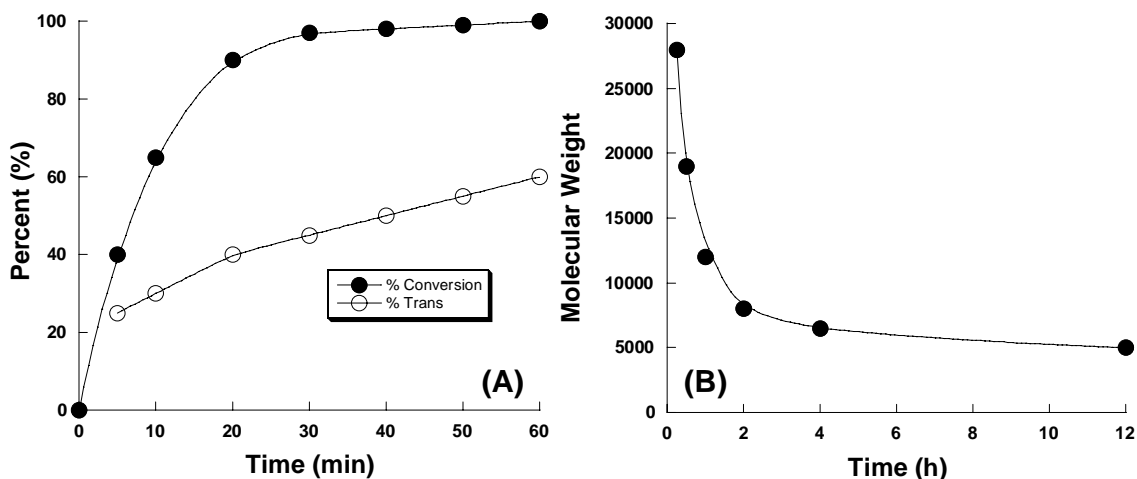 Percent (%)
100
80
60
40
20
0
0 10 20 30 40 50 60
Time (min)
% Conversion
% Trans
(A)
Molecular Weight
30000
25000
20000
15000
10000
5000
0
0 2 4 6 8 10 12
Time (h)
(B)